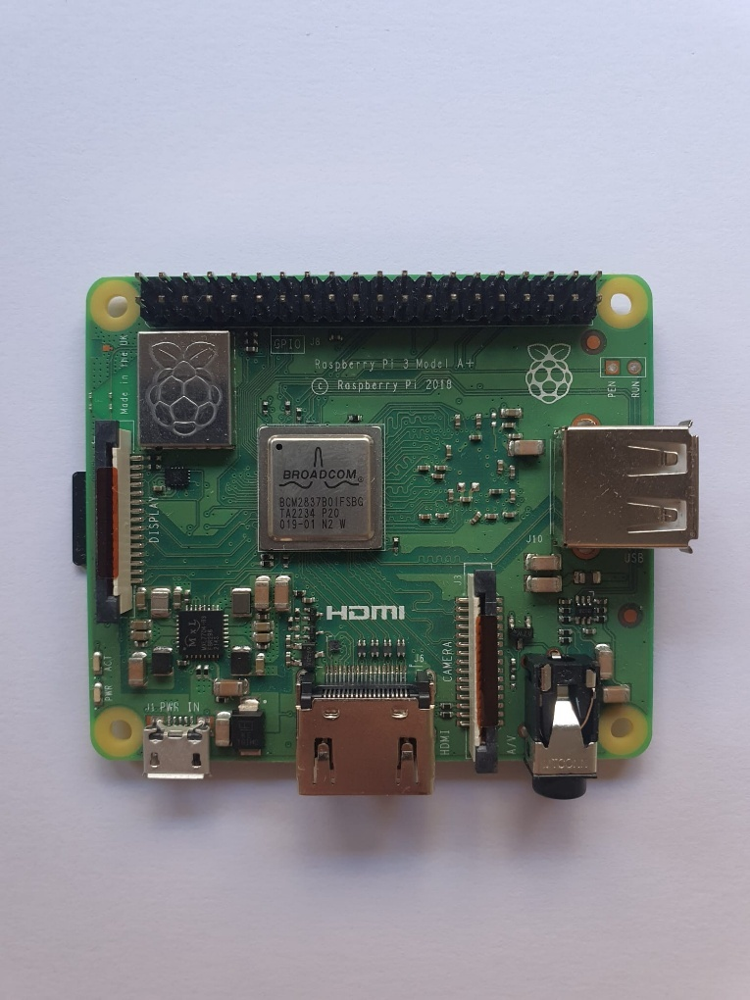 GPIO J8
Raspberry Pi 3 Model A+
© Raspberry Pi 2018
Made in the UK
PEN
RUN
BROADCOM®
BCM2837B0IFSBG
TA2234 P20
019-01 N2 W
DISPLAY
J10
USB
J3
HDMI
CAMERA
J6
ACT
PWR
J1 PWR IN
HDMI
A/V